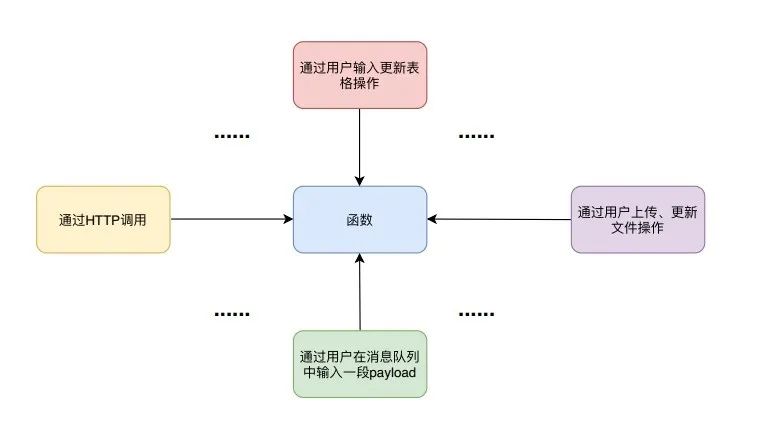 通过用户输入更新表
格操作
......
......
通过HTTP调用
函数
通过用户上传、更新
文件操作
......
......
通过用户在消息队列
中输入一段payload